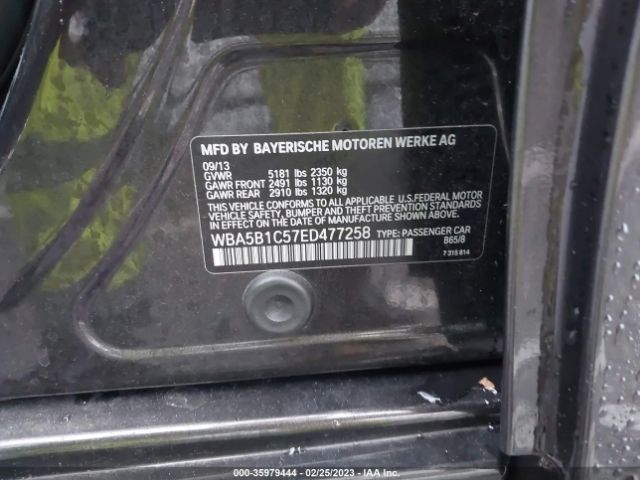 MFD BY BAYERISCHE MOTOREN WERKE AG
09/13
GVWR 5181 lbs 2350 kg
GAWR FRONT 2491 lbs 1130 kg
GAWR REAR 2910 lbs 1320 kg
THIS VEHICLE CONFORMS TO ALL APPLICABLE U.S.FEDERAL MOTOR
VEHICLE SAFETY, BUMPER AND THEFT PREVENTION STANDARDS
IN EFFECT ON THE DATE OF MANUFACTURE SHOWN ABOVE.
WBA5B1C57ED477258 TYPE: PASSENGER CAR
B65/8
7 315 814
000-35979444 - 02/25/2023 - IAA Inc.